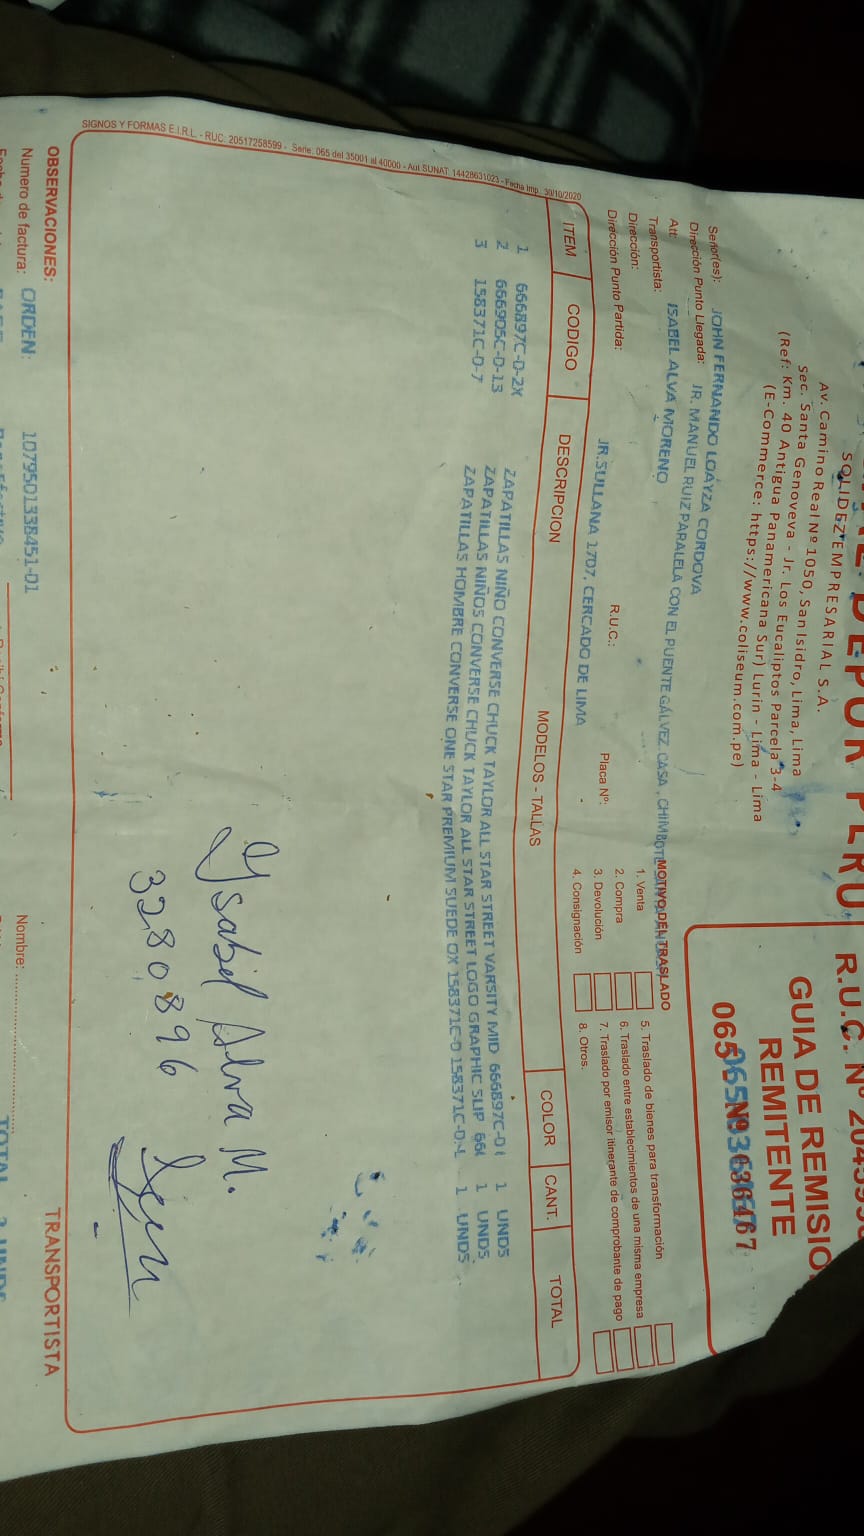 DEPOR PERU
SOLIDEZ EMPRESARIAL S.A.
Av. Camino Real Nº 1050, San Isidro, Lima, Lima
Sec. Santa Genoveva - Jr. Los Eucaliptos Parcela 3-4
(Ref: Km. 40 Antigua Panamericana Sur) Lurin - Lima - Lima
(E-Commerce: https://www.coliseum.com.pe)
R.U.C. Nº
GUIA DE REMISIO
REMITENTE
065
Señor(es): JOHN FERNANDO LOAYZA CORDOVA
Dirección Punto Llegada: JR. MANUEL RUIZ PARALELA CON EL PUENTE GÁLVEZ CASA , CHIMBOTE
Att: ISABEL ALVA MORENO
Transportista:
R.U.C.:
Dirección:
Placa Nº:
Dirección Punto Partida: JR.SULLANA 1707, CERCADO DE LIMA
MOTIVO DEL TRASLADO
1. Venta
2. Compra
3. Devolución
4. Consignación
5. Traslado de bienes para transformación
6. Traslado entre establecimientos de una misma empresa
7. Traslado por emisor itinerante de comprobante de pago
8. Otros.
ITEM CODIGO DESCRIPCION MODELOS - TALLAS COLOR CANT. TOTAL
1 666897C-0-2X ZAPATILLAS NIÑO CONVERSE CHUCK TAYLOR ALL STAR STREET VARSITY MID 666897C-0 1 UNDS
2 666905C-0-13 ZAPATILLAS NIÑOS CONVERSE CHUCK TAYLOR ALL STAR STREET LOGO GRAPHIC SLIP 1 UNDS
3 158371C-0-7 ZAPATILLAS HOMBRE CONVERSE ONE STAR PREMIUM SUEDE OX 158371C-0 158371C-0- 1 UNDS
Ysabel Alva M.
3280896
SIGNOS Y FORMAS E.I.R.L. - RUC: 20517258599 - Serie: 065 del 35001 al 40000 - Aut SUNAT 14428631023 - Fecha Imp. 30/10/2020
OBSERVACIONES:
TRANSPORTISTA
Numero de factura: ORDEN: 1079501338451-01
Nombre: